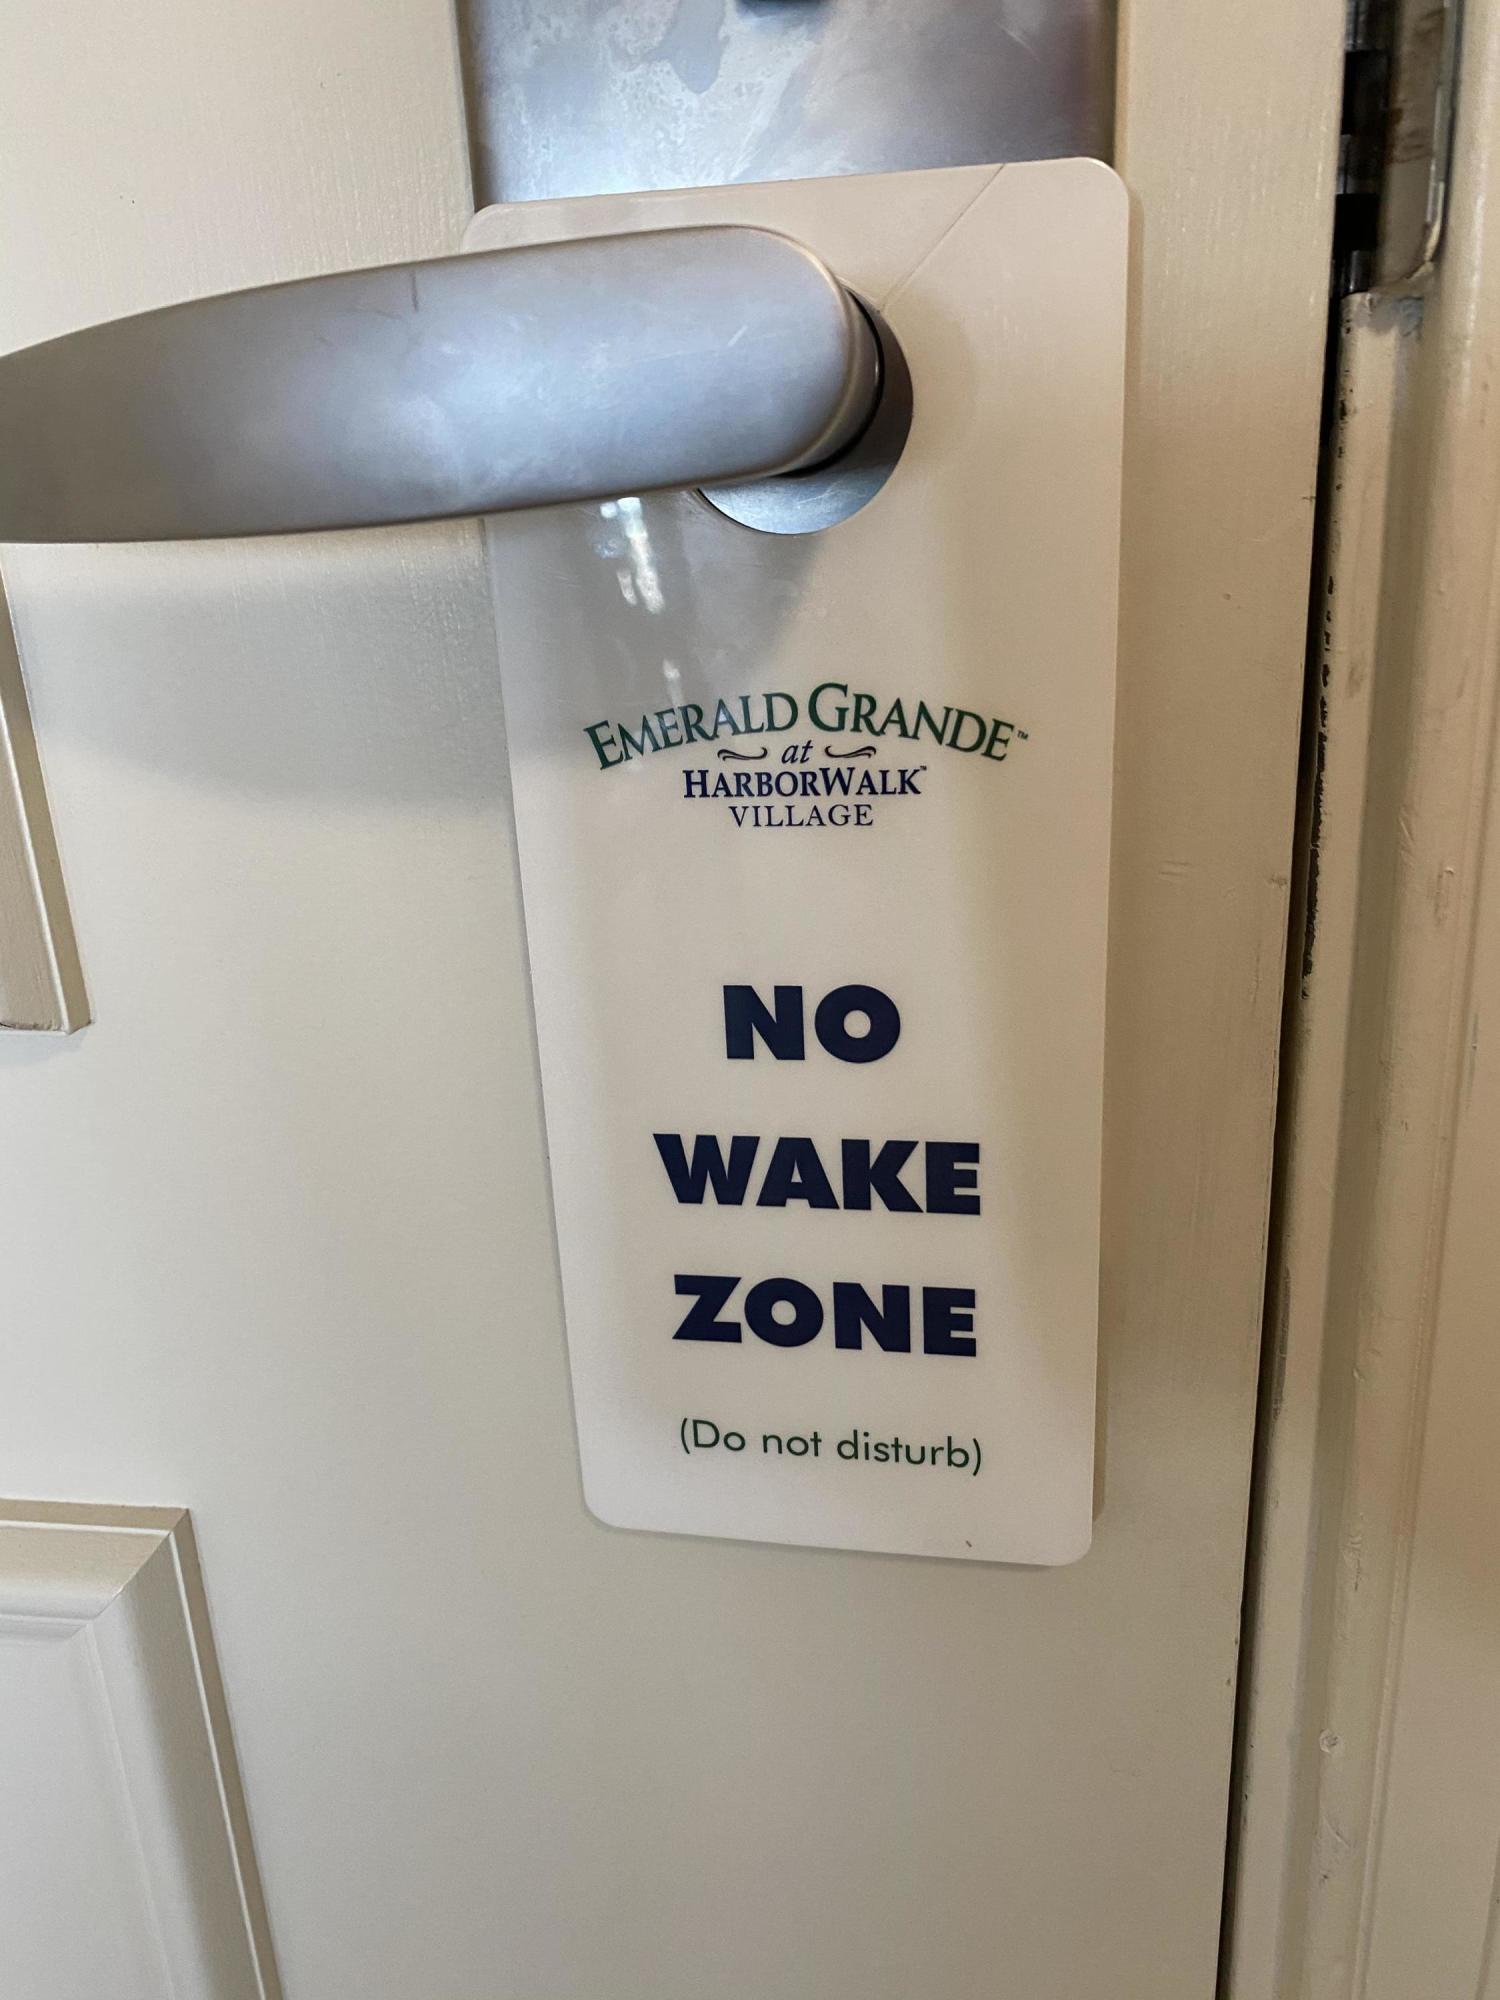 EMERALD GRANDE™
at
HARBORWALK™
VILLAGE
NO
WAKE
ZONE
(Do not disturb)